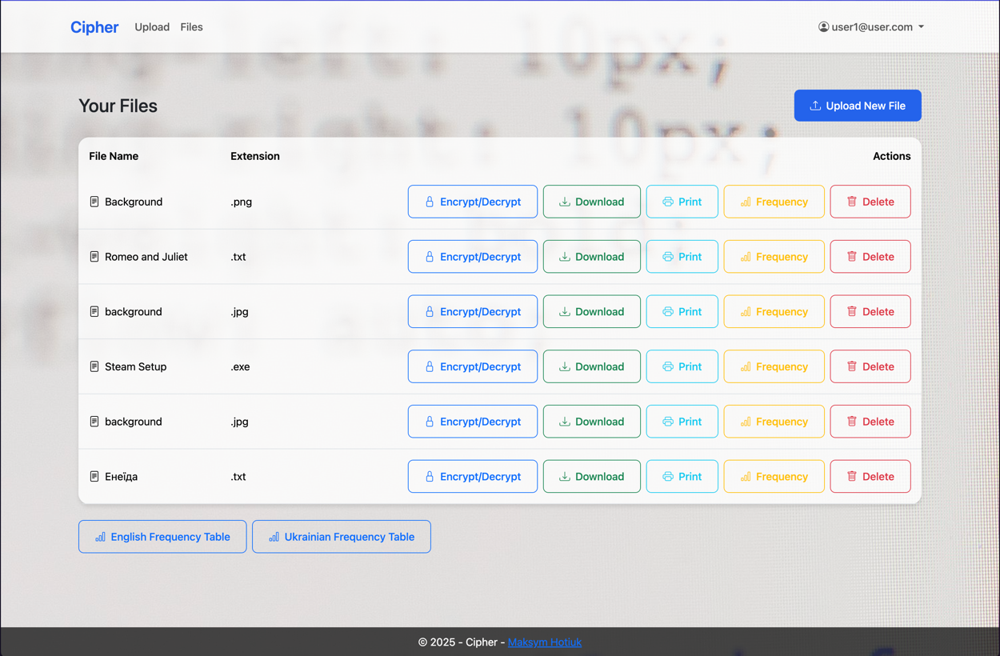 Cipher Upload Files user1@user.com
Your Files Upload New File
File Name Extension Actions
Background .png Encrypt/Decrypt Download Print Frequency Delete
Romeo and Juliet .txt Encrypt/Decrypt Download Print Frequency Delete
background .jpg Encrypt/Decrypt Download Print Frequency Delete
Steam Setup .exe Encrypt/Decrypt Download Print Frequency Delete
background .jpg Encrypt/Decrypt Download Print Frequency Delete
Енеїда .txt Encrypt/Decrypt Download Print Frequency Delete
English Frequency Table Ukrainian Frequency Table
© 2025 - Cipher - Maksym Hotiuk